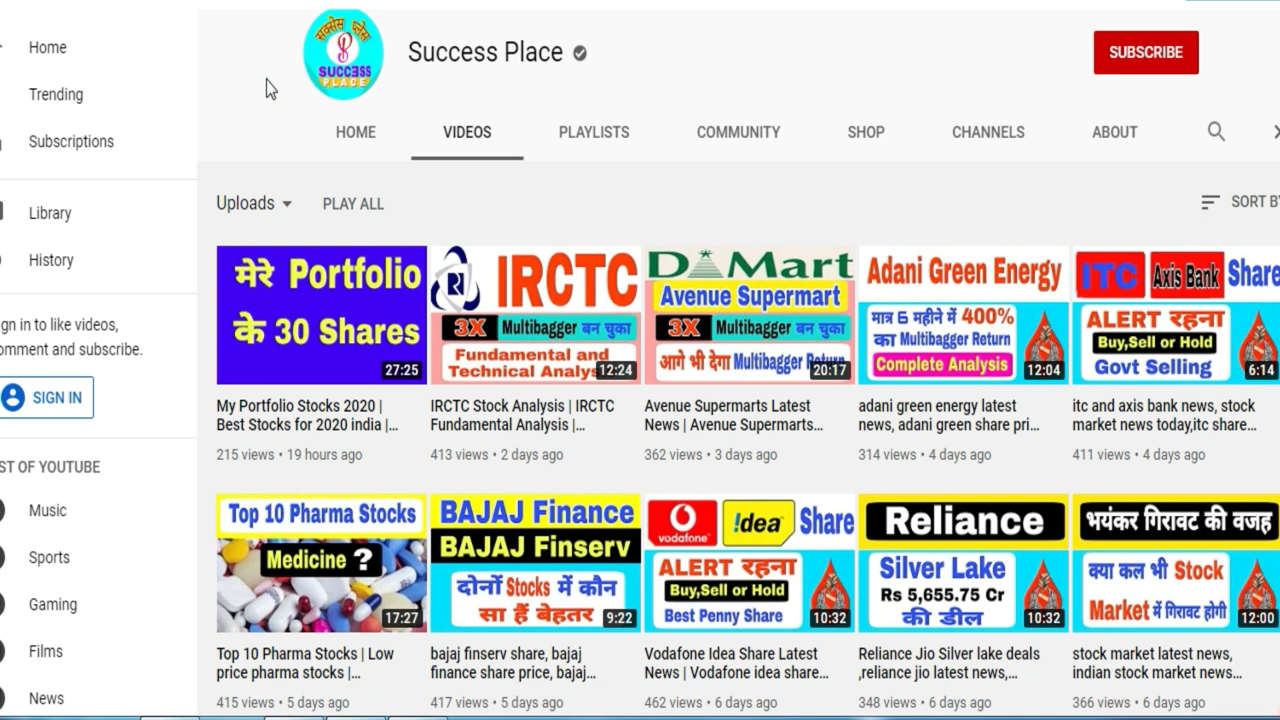 Home
Trending
Subscriptions
Library
History
gn in to like videos,
omment and subscribe.
SIGN IN
ST OF YOUTUBE
Music
Sports
Gaming
Films
News
सक्सेस प्लेस
SUCCESS
PLACE
Success Place
SUBSCRIBE
HOME VIDEOS PLAYLISTS COMMUNITY SHOP CHANNELS ABOUT
Uploads PLAY ALL SORT BY
मेरे Portfolio
के 30 Shares
27:25
My Portfolio Stocks 2020 |
Best Stocks for 2020 india |...
215 views • 19 hours ago
IRCTC
3X Multibagger बन चुका
Fundamental and
Technical Analys
12:24
IRCTC Stock Analysis | IRCTC
Fundamental Analysis |...
413 views • 2 days ago
D MART
Avenue Supermart
3X Multibagger बन चुका
आगे भी देगा Multibagger Return
20:17
Avenue Supermarts Latest
News | Avenue Supermarts...
362 views • 3 days ago
Adani Green Energy
मात्र 6 महीने में 400%
का Multibagger Return
Complete Analysis
12:04
adani green energy latest
news, adani green share pri...
314 views • 4 days ago
ITC Axis Bank Share
ALERT रहना
Buy,Sell or Hold
Govt Selling
6:14
itc and axis bank news, stock
market news today,itc share...
411 views • 4 days ago
Top 10 Pharma Stocks
Medicine ?
17:27
Top 10 Pharma Stocks | Low
price pharma stocks |...
415 views • 5 days ago
BAJAJ Finance
BAJAJ Finserv
दोनों Stocks में कौन
सा हैं बेहतर
9:22
bajaj finserv share, bajaj
finance share price, bajaj...
417 views • 5 days ago
vodafone !dea Share
ALERT रहना
Buy,Sell or Hold
Best Penny Share
10:32
Vodafone Idea Share Latest
News | Vodafone idea share...
462 views • 6 days ago
Reliance
Silver Lake
Rs 5,655.75 Cr
की डील
10:32
Reliance Jio Silver lake deals
,reliance jio latest news,...
348 views • 6 days ago
भयंकर गिरावट की वजह
क्या कल भी Stock
Market में गिरावट होगी
12:00
stock market latest news,
indian stock market news...
366 views • 6 days ago